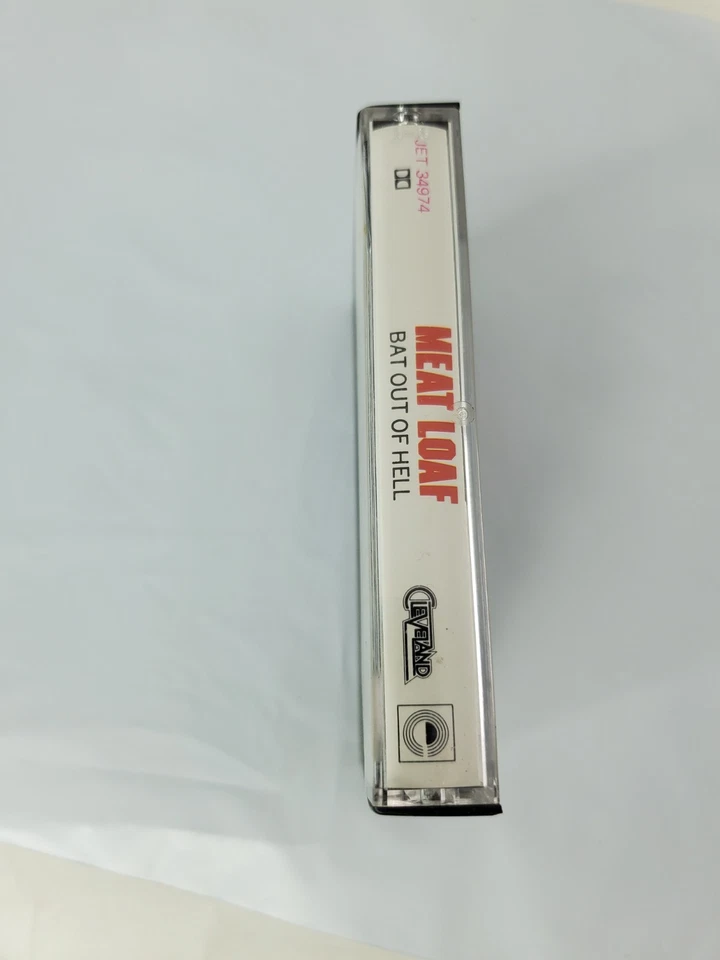 JET 34974
MEAT LOAF
BAT OUT OF HELL
CLEVELAND